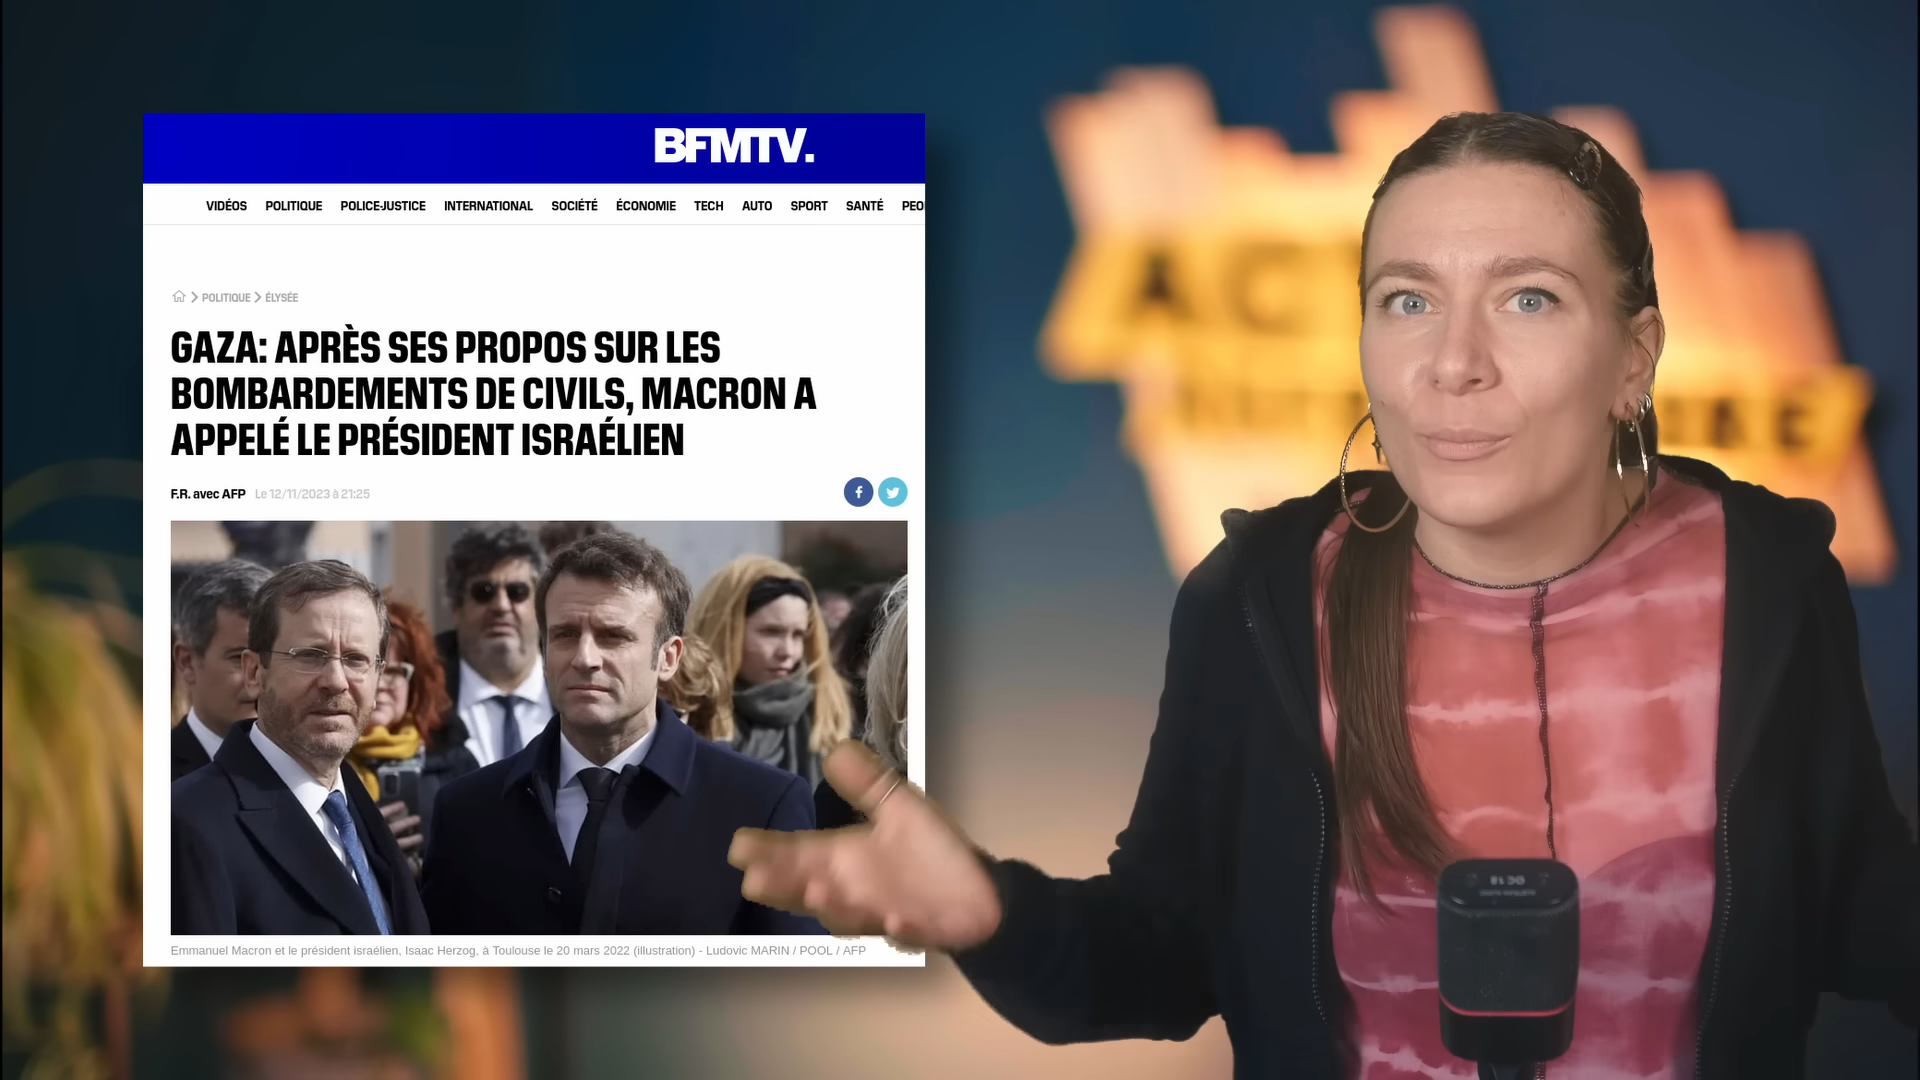 BFMTV.
VIDÉOS POLITIQUE POLICE-JUSTICE INTERNATIONAL SOCIÉTÉ ÉCONOMIE TECH AUTO SPORT SANTÉ PEO
POLITIQUE ÉLYSÉE
GAZA: APRÈS SES PROPOS SUR LES
BOMBARDEMENTS DE CIVILS, MACRON A
APPELÉ LE PRÉSIDENT ISRAÉLIEN
F.R. avec AFP Le 12/11/2023 à 21:25
Emmanuel Macron et le président israélien, Isaac Herzog, à Toulouse le 20 mars 2022 (illustration) - Ludovic MARIN / POOL / AFP